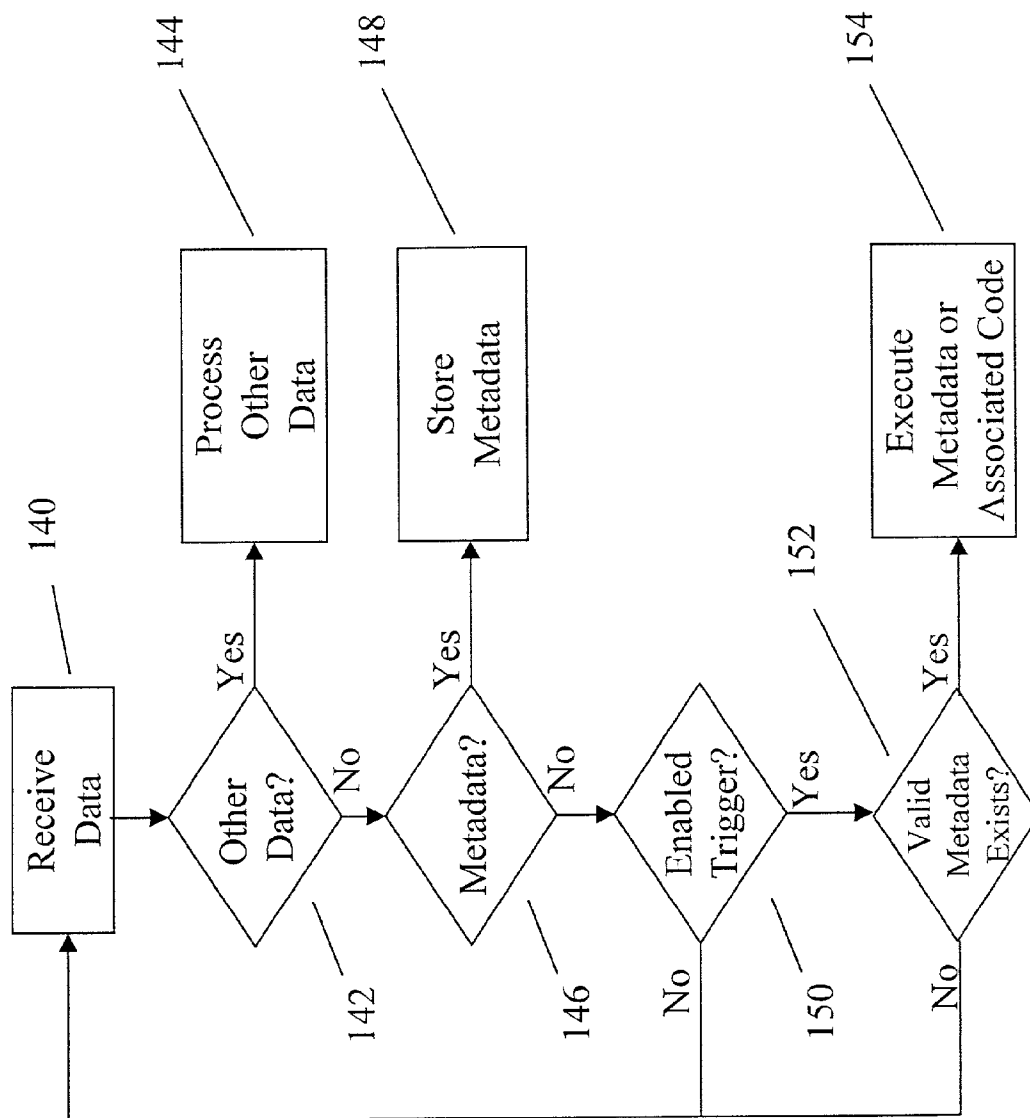 140
Receive
Data
142
Other
Data?
Yes
No
144
Process
Other
Data
146
Metadata?
Yes
No
148
Store
Metadata
150
Enabled
Trigger?
No
Yes
152
Valid
Metadata
Exists?
No
Yes
154
Execute
Metadata or
Associated Code